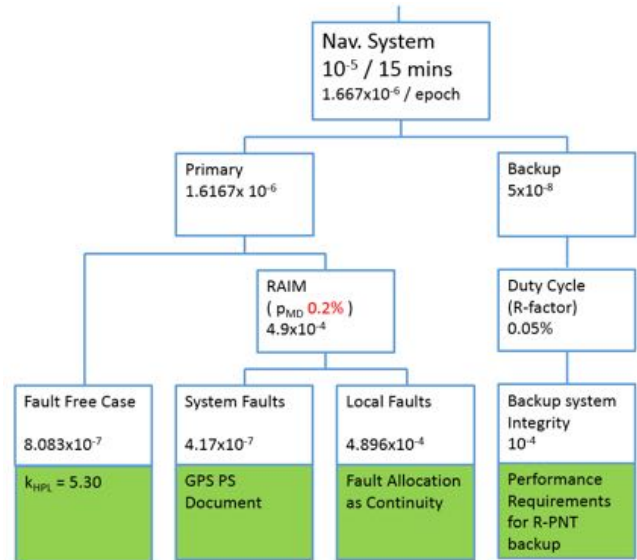 Nav. System
10⁻⁵ / 15 mins
1.667x10⁻⁶ / epoch
Primary
1.6167x 10⁻⁶
Backup
5x10⁻⁸
RAIM
( pMD 0.2% )
4.9x10⁻⁴
Duty Cycle
(R-factor)
0.05%
Fault Free Case
8.083x10⁻⁷
kHPL = 5.30
System Faults
4.17x10⁻⁷
GPS PS
Document
Local Faults
4.896x10⁻⁴
Fault Allocation
as Continuity
Backup system
Integrity
10⁻⁴
Performance
Requirements
for R-PNT
backup